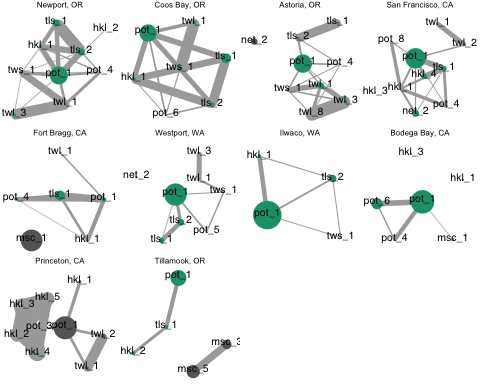 Newport, OR
tls_1
hkl_2
hkl_1
tls_2
tws_1
pot_1
pot_4
twl_1
twl_3
Coos Bay, OR
twl_1
pot_1
tls_1
tws_1
hkl_1
tls_2
pot_6
Astoria, OR
tls_1
net_2
tls_2
pot_1
pot_4
tws_1
twl_3
twl_8
San Francisco, CA
twl_1
pot_8
twl_2
pot_1
tls_1
hkl_4
hkl_3
hkl_1
pot_4
net_2
Fort Bragg, CA
twl_1
pot_4
tls_1
pot_1
msc_1
hkl_1
Westport, WA
twl_3
net_2
twl_1
tws_1
pot_1
tls_2
pot_5
tls_1
Ilwaco, WA
hkl_1
tls_2
pot_1
tws_1
Bodega Bay, CA
hkl_3
hkl_1
pot_6
pot_1
pot_4
msc_1
Princeton, CA
hkl_1
hkl_5
hkl_3
pot_3
pot_1
hkl_2
twl_2
hkl_4
twl_1
Tillamook, OR
pot_1
tls_1
hkl_2
msc_3
msc_5